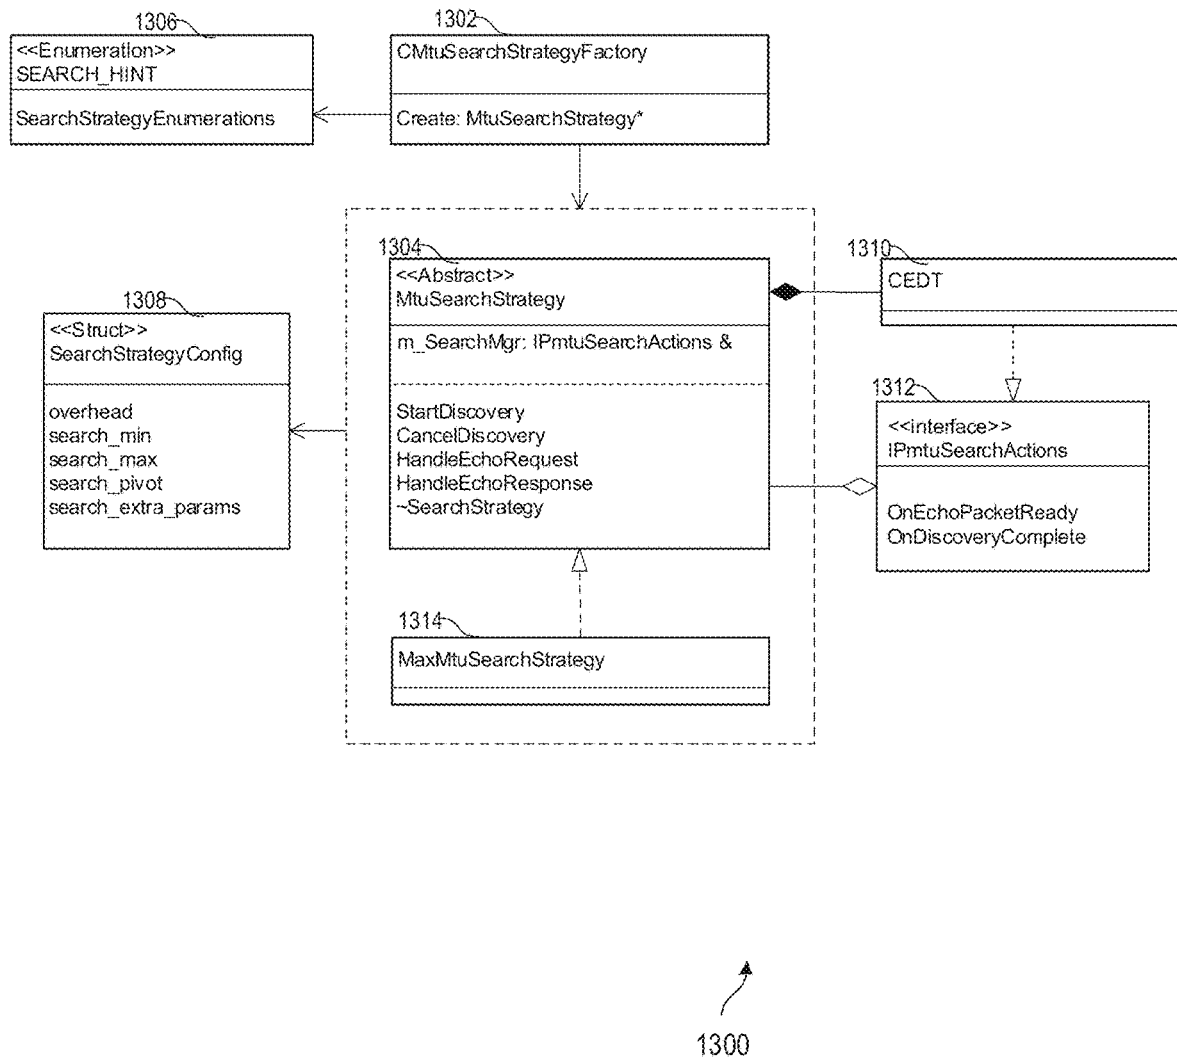 1306
<<Enumeration>>
SEARCH_HINT
SearchStrategyEnumerations
1302
CMtuSearchStrategyFactory
Create: MtuSearchStrategy*
1304
<<Abstract>>
MtuSearchStrategy
m_SearchMgr: IPmtuSearchActions &
StartDiscovery
CancelDiscovery
HandleEchoRequest
HandleEchoResponse
~SearchStrategy
1310
CEDT
1308
<<Struct>>
SearchStrategyConfig
overhead
search_min
search_max
search_pivot
search_extra_params
1312
<<interface>>
IPmtuSearchActions
OnEchoPacketReady
OnDiscoveryComplete
1314
MaxMtuSearchStrategy
1300